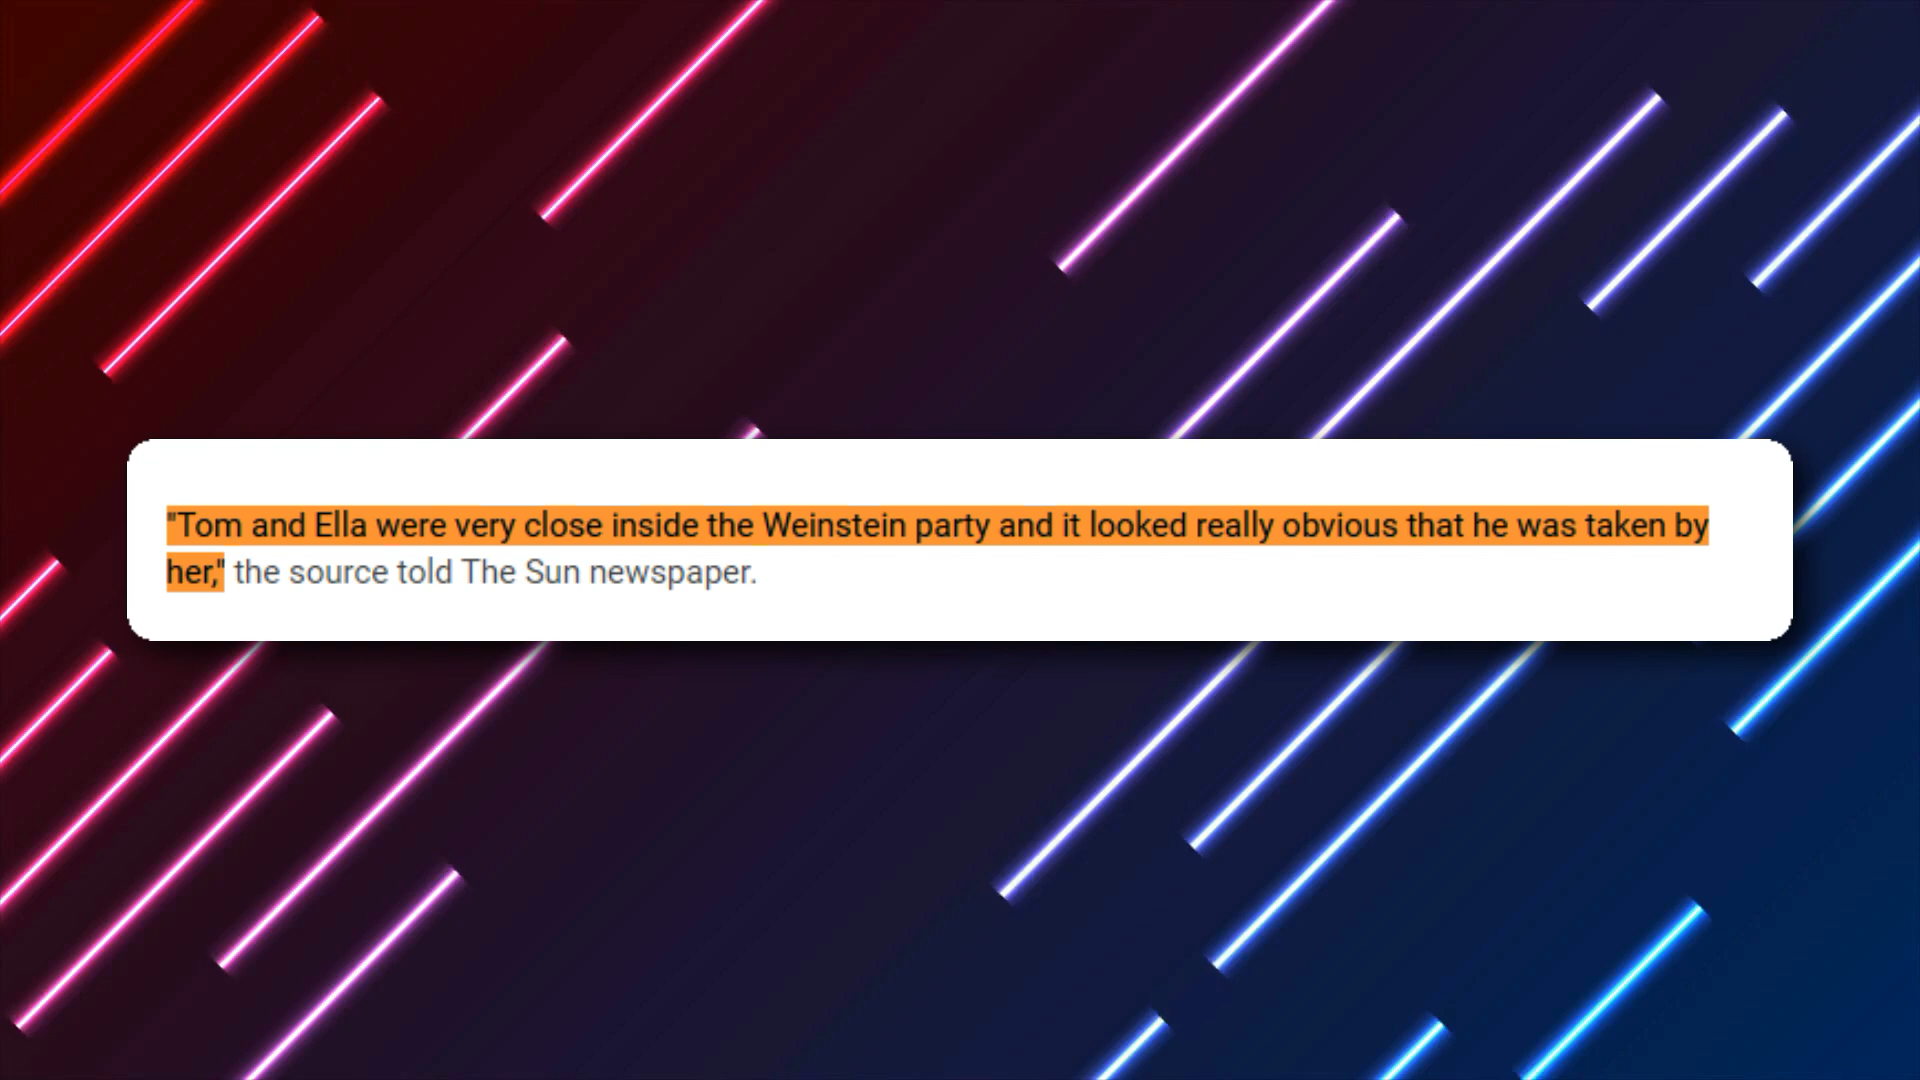 "Tom and Ella were very close inside the Weinstein party and it looked really obvious that he was taken by
her," the source told The Sun newspaper.